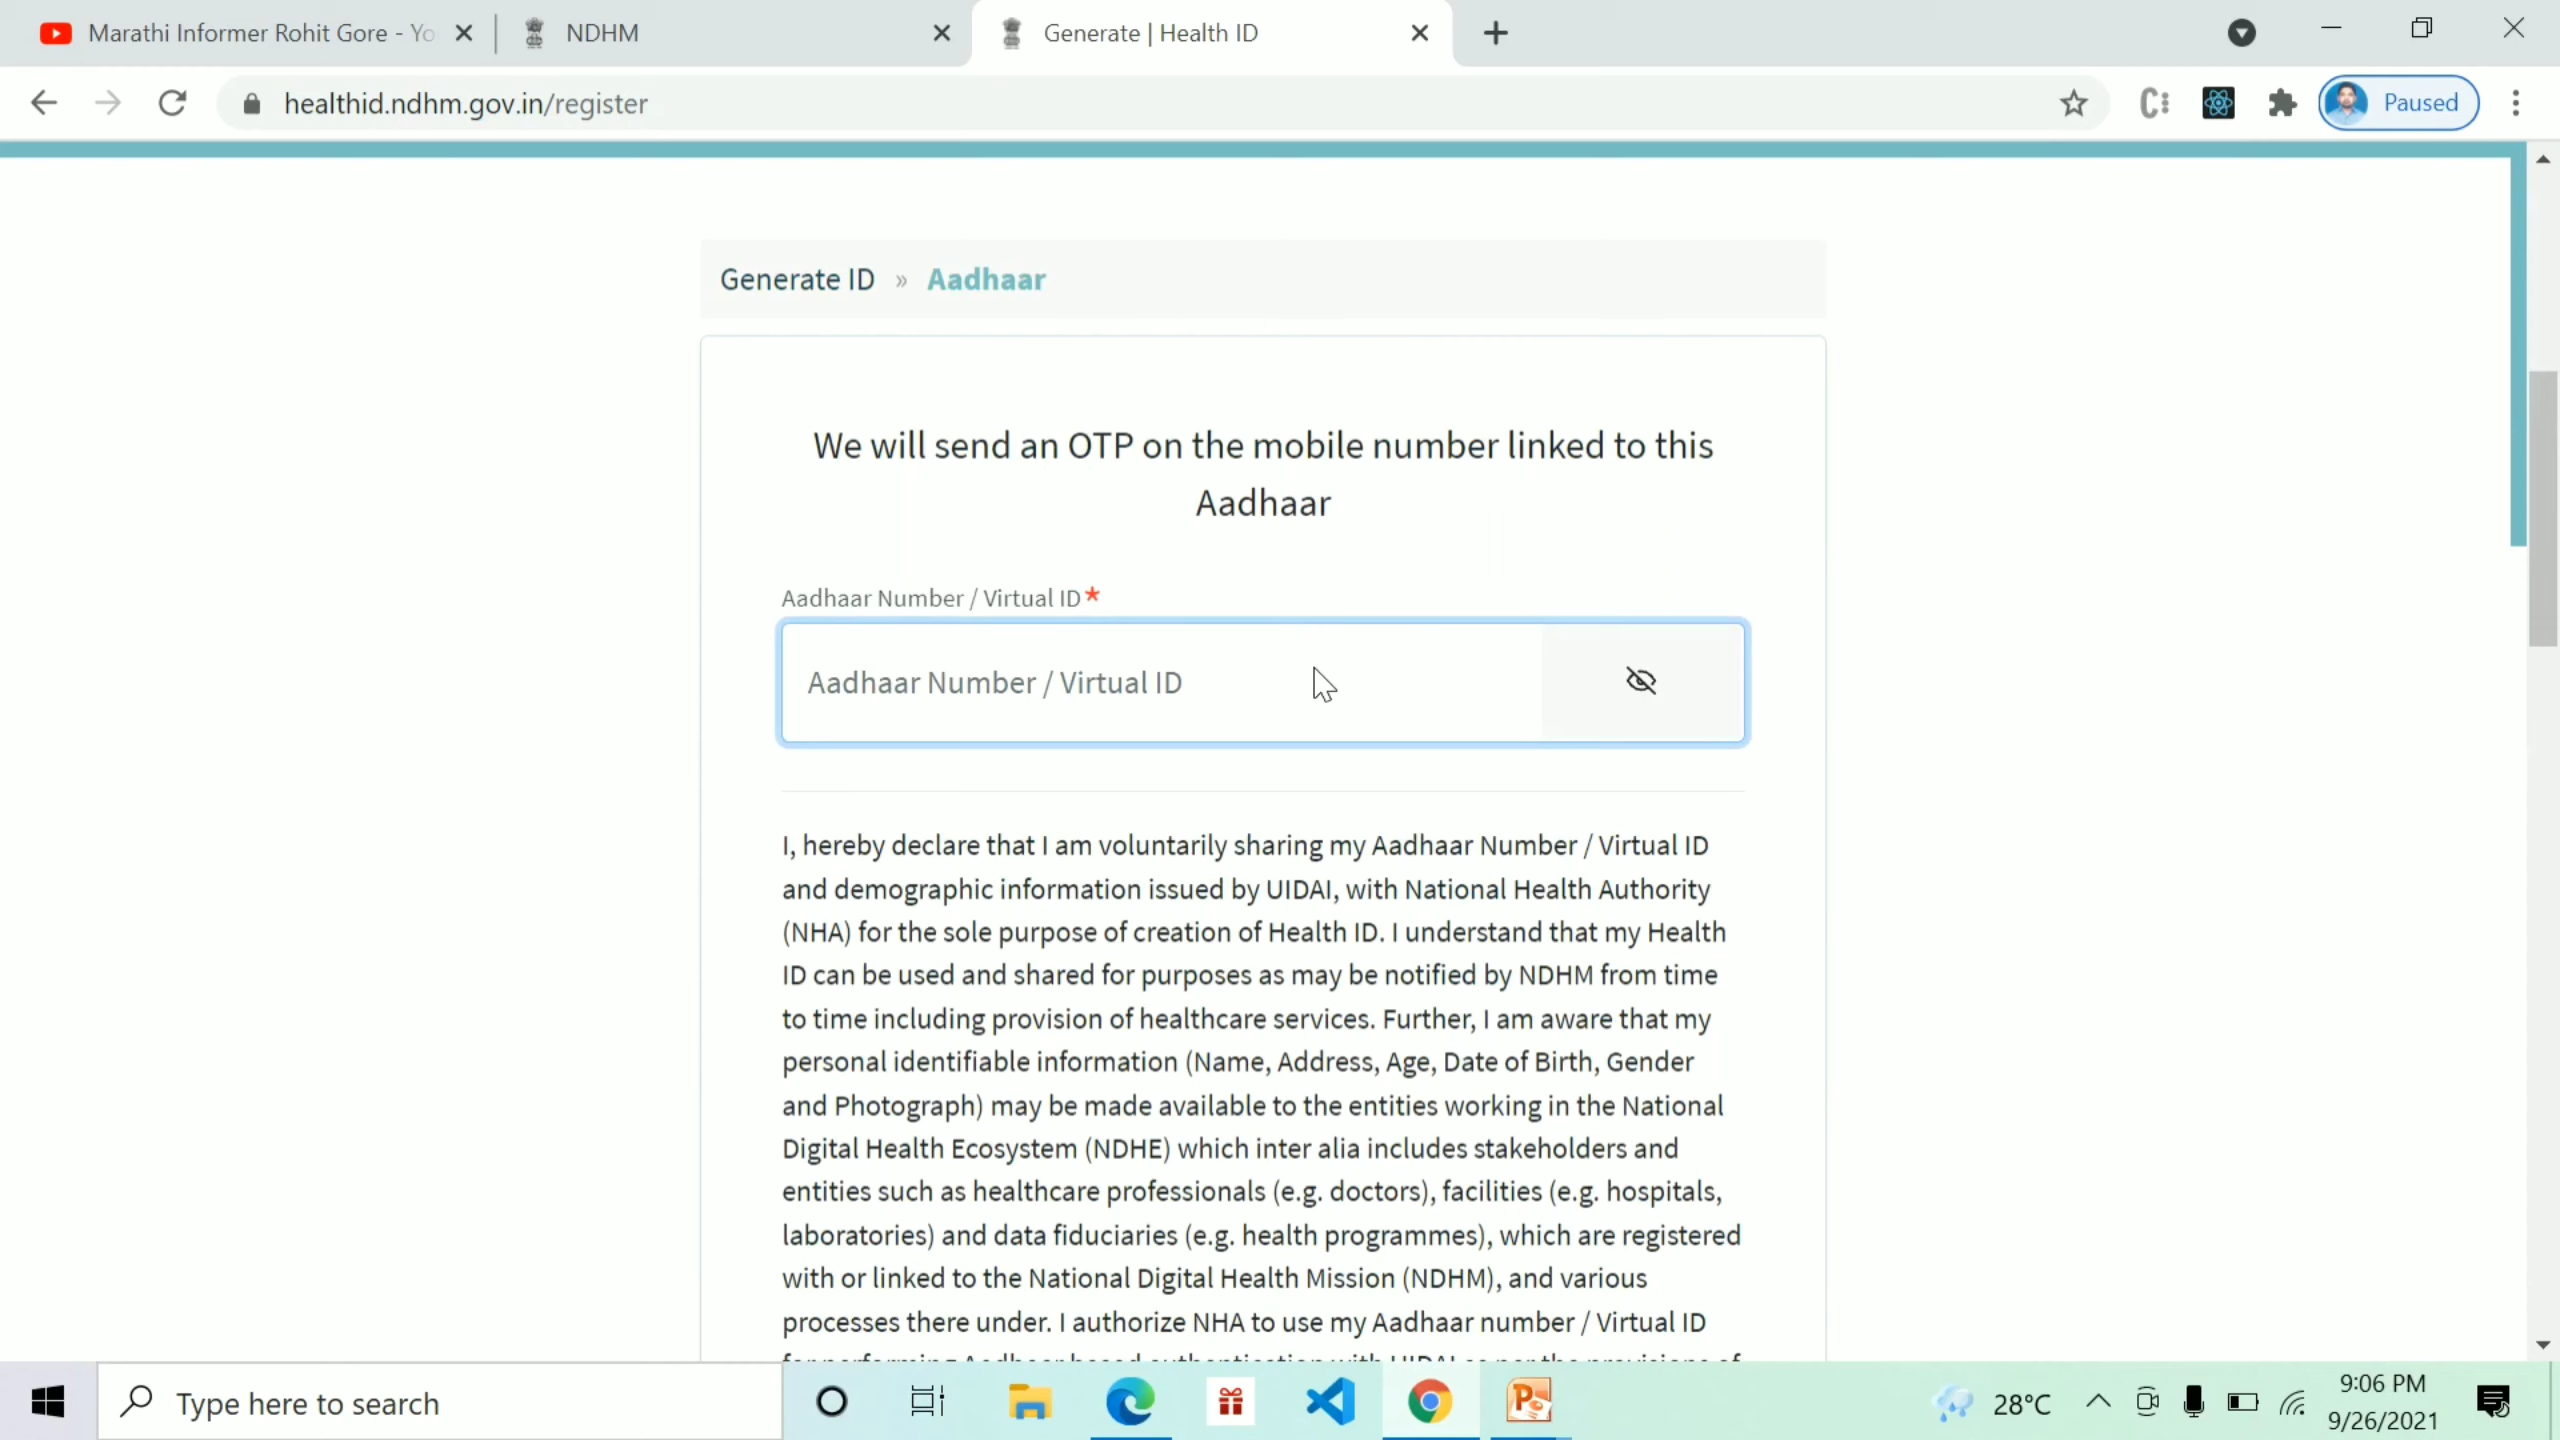 Marathi Informer Rohit Gore - Yo
NDHM
Generate | Health ID
healthid.ndhm.gov.in/register
Paused
Generate ID » Aadhaar
We will send an OTP on the mobile number linked to this
Aadhaar
Aadhaar Number / Virtual ID*
Aadhaar Number / Virtual ID
I, hereby declare that I am voluntarily sharing my Aadhaar Number / Virtual ID
and demographic information issued by UIDAI, with National Health Authority
(NHA) for the sole purpose of creation of Health ID. I understand that my Health
ID can be used and shared for purposes as may be notified by NDHM from time
to time including provision of healthcare services. Further, I am aware that my
personal identifiable information (Name, Address, Age, Date of Birth, Gender
and Photograph) may be made available to the entities working in the National
Digital Health Ecosystem (NDHE) which inter alia includes stakeholders and
entities such as healthcare professionals (e.g. doctors), facilities (e.g. hospitals,
laboratories) and data fiduciaries (e.g. health programmes), which are registered
with or linked to the National Digital Health Mission (NDHM), and various
processes there under. I authorize NHA to use my Aadhaar number / Virtual ID
Type here to search
28°C
9:06 PM
9/26/2021